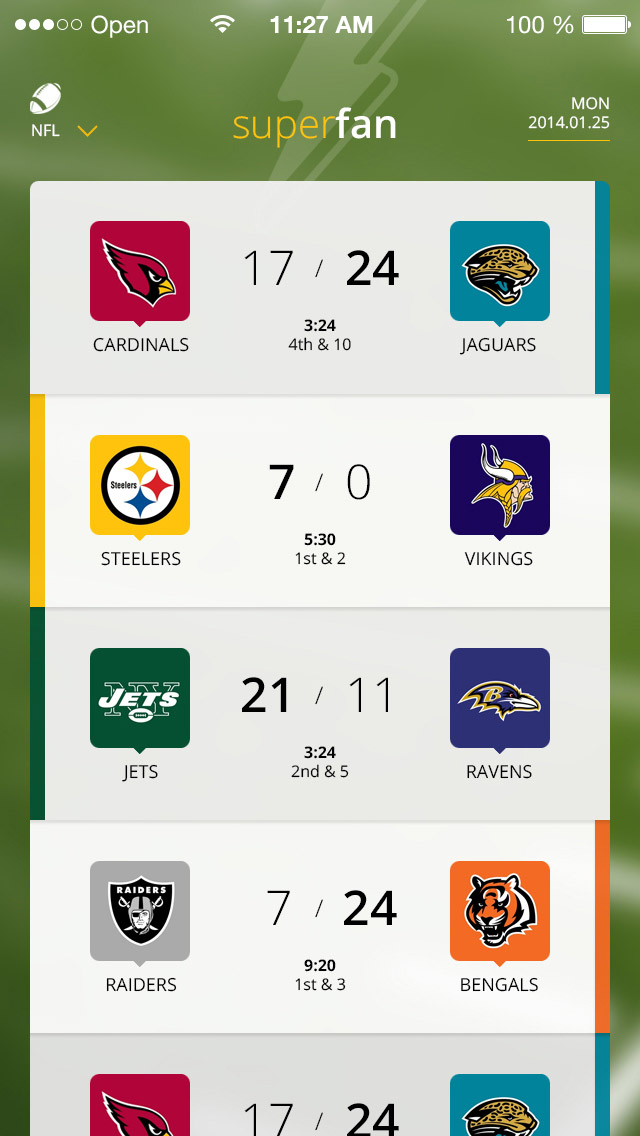 Open 11:27 AM 100 %
NFL
superfan
MON
2014.01.25
17 / 24
3:24
4th & 10
CARDINALS
JAGUARS
Steelers
7 / 0
5:30
1st & 2
STEELERS
VIKINGS
NY
JETS
21 / 11
B
3:24
2nd & 5
JETS
RAVENS
RAIDERS
7 / 24
9:20
1st & 3
RAIDERS
BENGALS
17 / 24